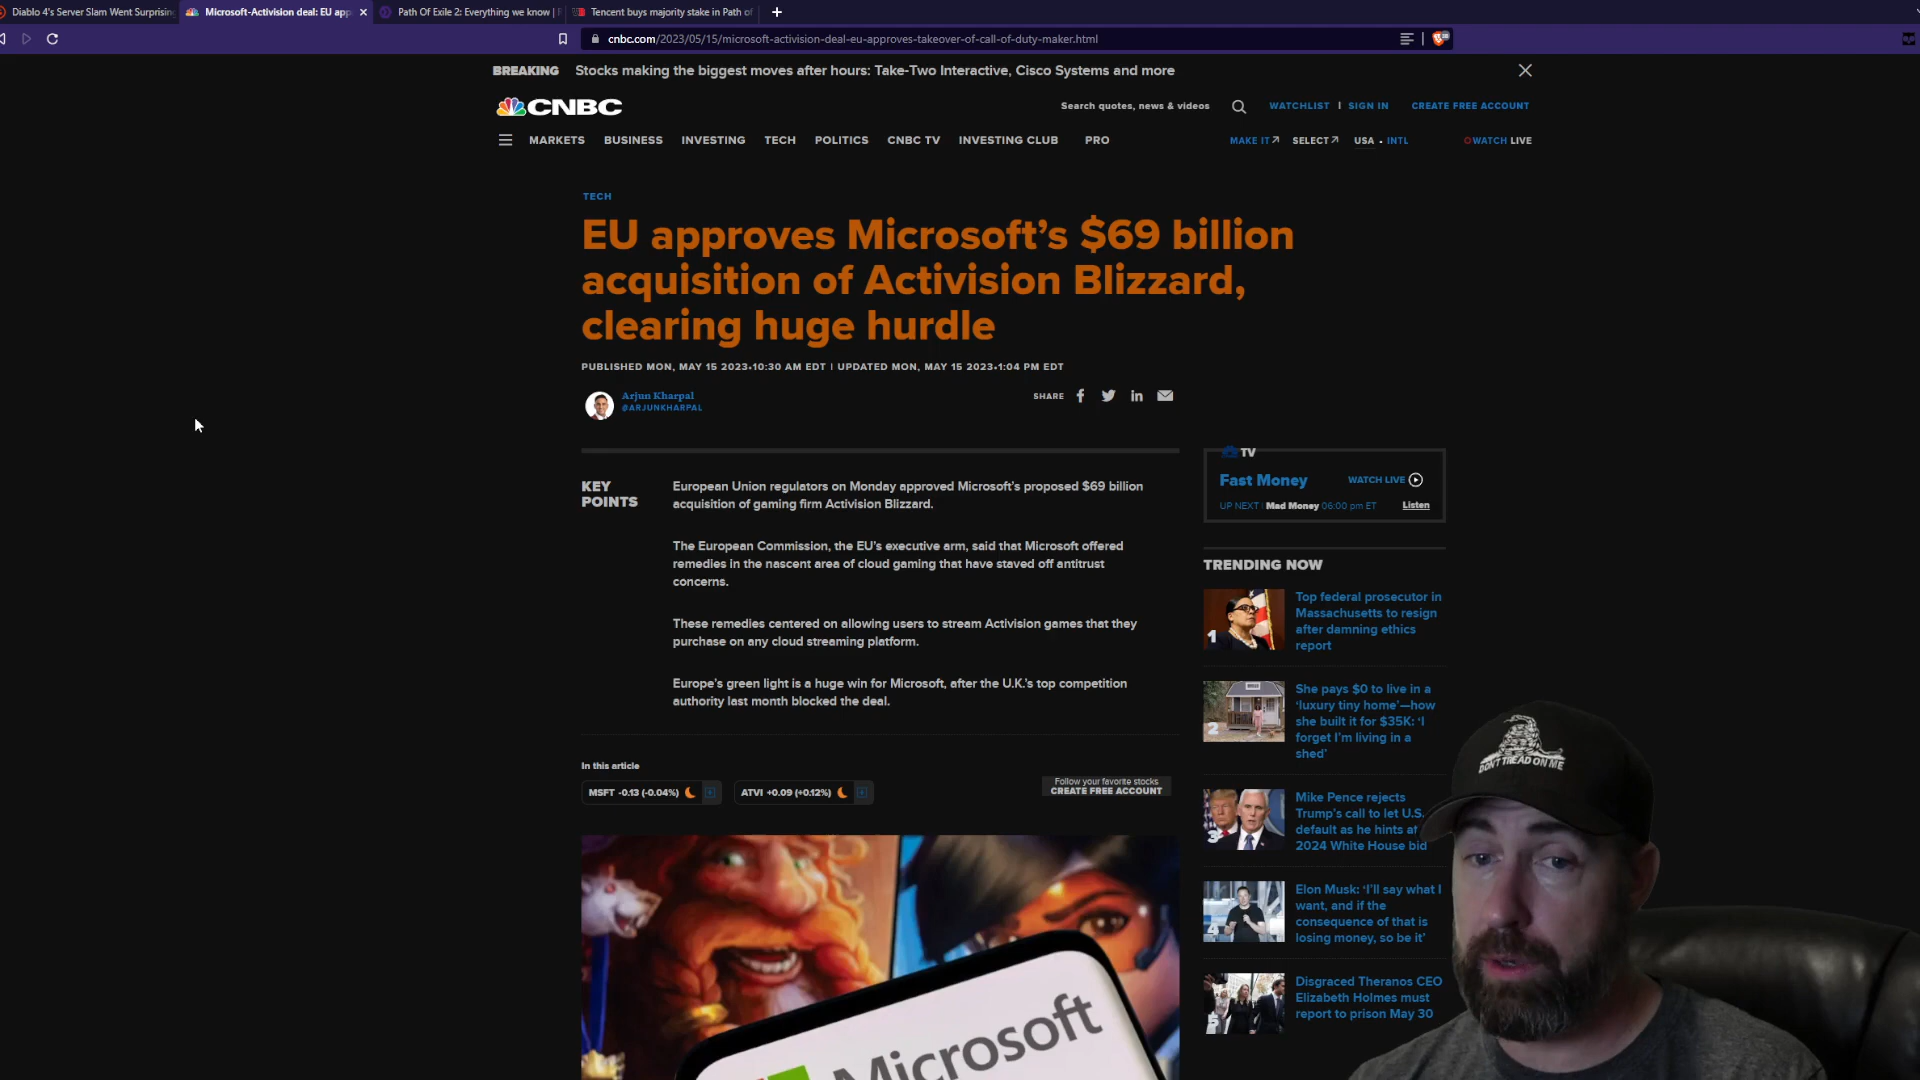 Diablo 4's Server Slam Went Surprisin
Microsoft-Activision deal: EU app
Path Of Exile 2: Everything we know |
Tencent buys majority stake in Path of
cnbc.com/2023/05/15/microsoft-activision-deal-eu-approves-takeover-of-call-of-duty-maker.html
BREAKING Stocks making the biggest moves after hours: Take-Two Interactive, Cisco Systems and more
CNBC
Search quotes, news & videos
WATCHLIST | SIGN IN CREATE FREE ACCOUNT
MARKETS BUSINESS INVESTING TECH POLITICS CNBC TV INVESTING CLUB PRO
MAKE IT SELECT USA • INTL WATCH LIVE
TECH
EU approves Microsoft’s $69 billion
acquisition of Activision Blizzard,
clearing huge hurdle
PUBLISHED MON, MAY 15 2023•10:30 AM EDT | UPDATED MON, MAY 15 2023•1:04 PM EDT
Arjun Kharpal
@ARJUNKHARPAL
SHARE
KEY
POINTS
European Union regulators on Monday approved Microsoft’s proposed $69 billion
acquisition of gaming firm Activision Blizzard.
The European Commission, the EU’s executive arm, said that Microsoft offered
remedies in the nascent area of cloud gaming that have staved off antitrust
concerns.
These remedies centered on allowing users to stream Activision games that they
purchase on any cloud streaming platform.
Europe’s green light is a huge win for Microsoft, after the U.K.’s top competition
authority last month blocked the deal.
In this article
MSFT -0.13 (-0.04%)
ATVI +0.09 (+0.12%)
Follow your favorite stocks
CREATE FREE ACCOUNT
Microsoft
TV
Fast Money
WATCH LIVE
UP NEXT | Mad Money 06:00 pm ET
Listen
TRENDING NOW
1
Top federal prosecutor in
Massachusetts to resign
after damning ethics
report
2
She pays $0 to live in a
‘luxury tiny home’—how
she built it for $35K: ‘I
forget I’m living in a
shed’
3
Mike Pence rejects
Trump’s call to let U.S.
default as he hints at
2024 White House bid
4
Elon Musk: ‘I’ll say what I
want, and if the
consequence of that is
losing money, so be it’
5
Disgraced Theranos CEO
Elizabeth Holmes must
report to prison May 30
DON'T TREAD ON ME